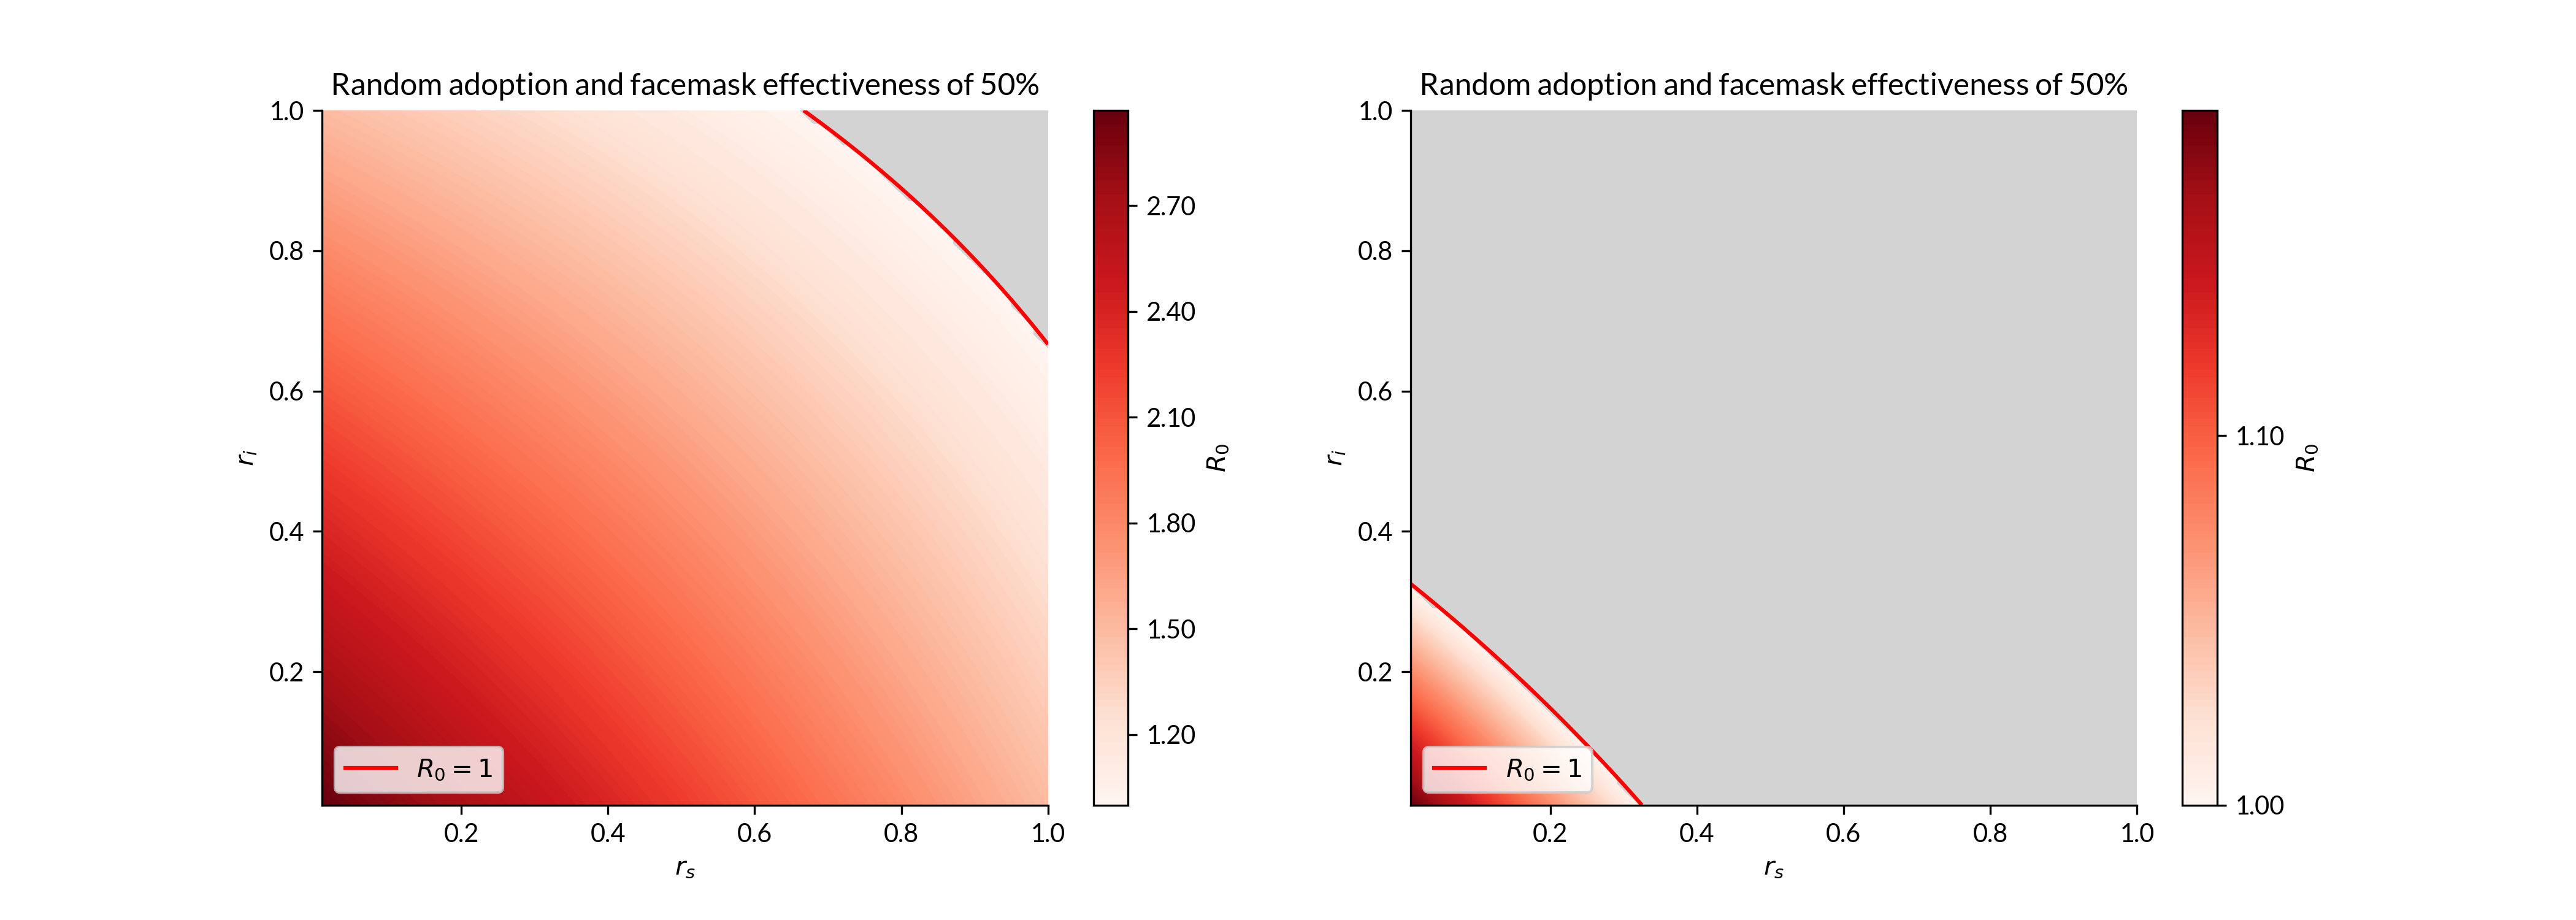 Random adoption and facemask effectiveness of 50%
1.0
0.8
0.6
0.4
0.2
r_i
0.2 0.4 0.6 0.8 1.0
r_s
R_0 = 1
2.70
2.40
2.10
1.80
1.50
1.20
R_0
Random adoption and facemask effectiveness of 50%
1.0
0.8
0.6
0.4
0.2
r_i
0.2 0.4 0.6 0.8 1.0
r_s
R_0 = 1
1.10
1.00
R_0